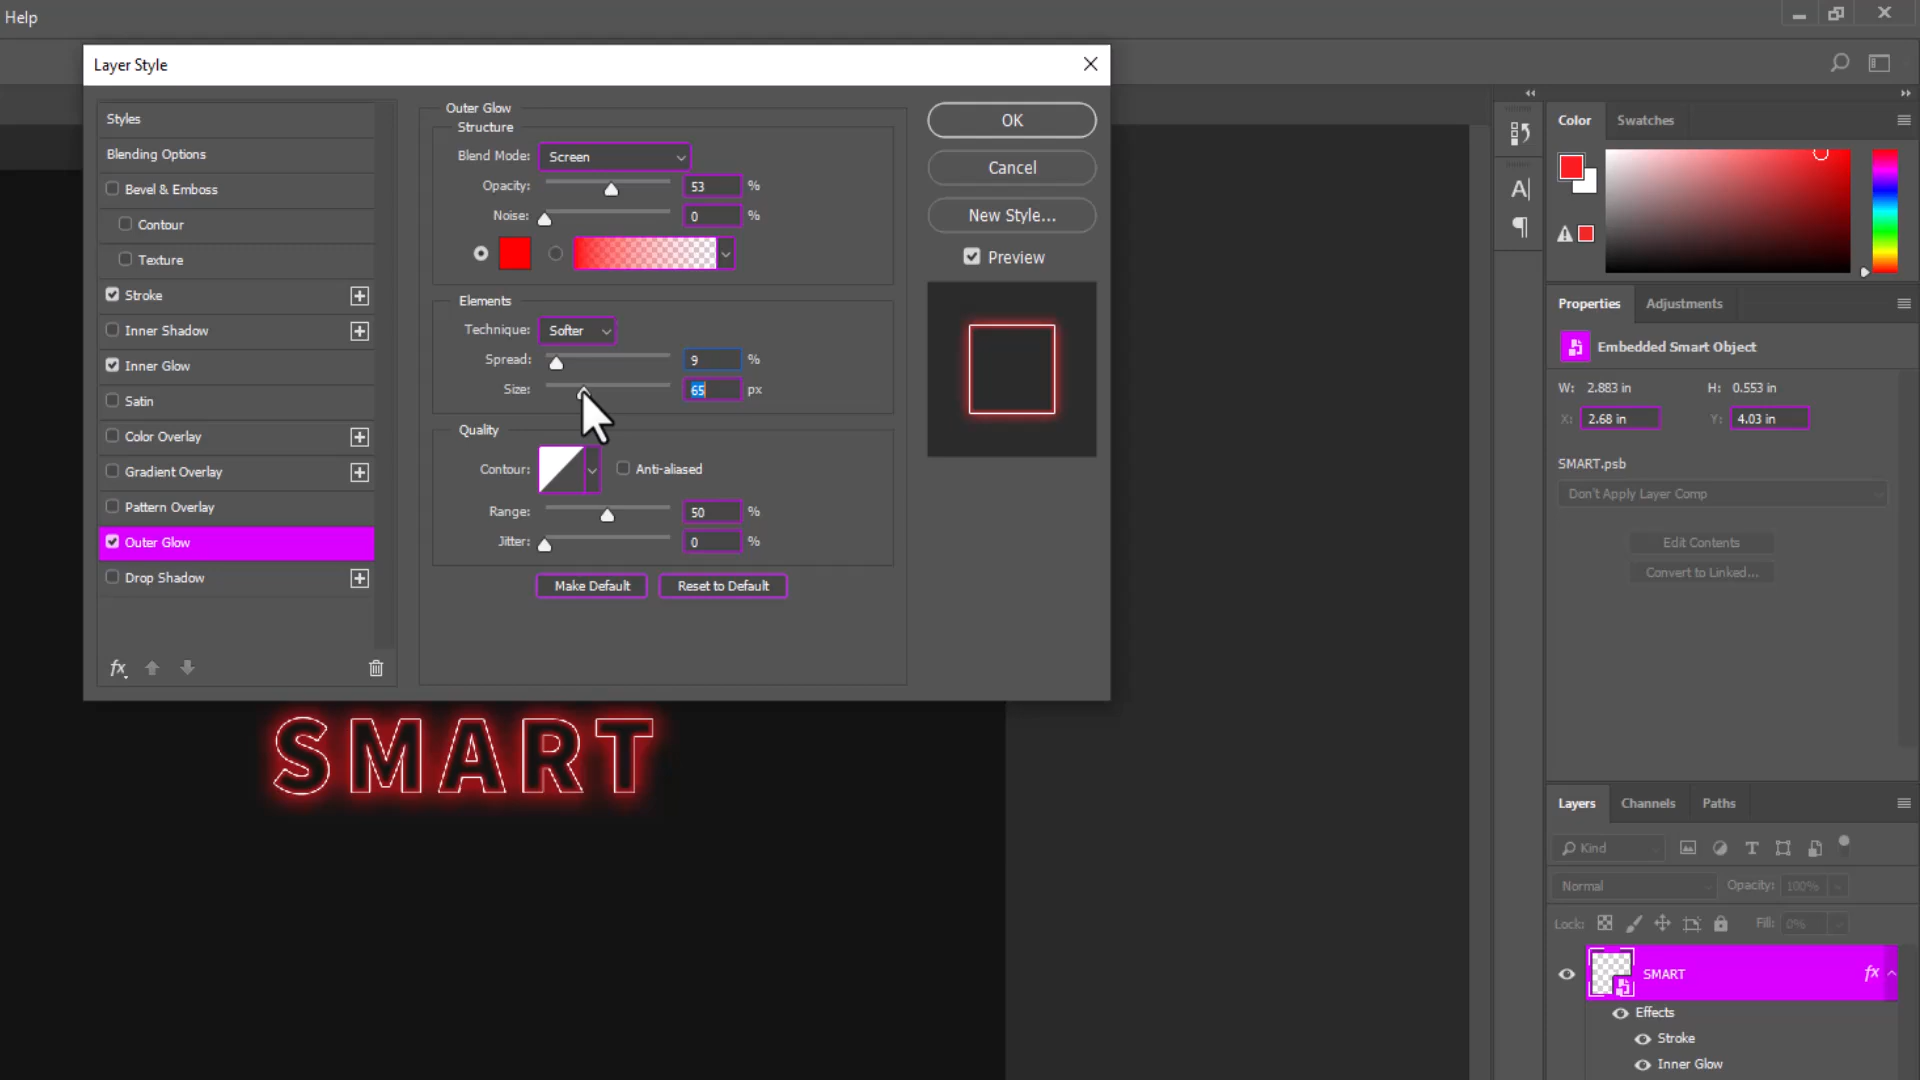 Help
Layer Style
Styles
Blending Options
Bevel & Emboss
Contour
Texture
Stroke
Inner Shadow
Inner Glow
Satin
Color Overlay
Gradient Overlay
Pattern Overlay
Outer Glow
Drop Shadow
fx
Outer Glow
Structure
Blend Mode: Screen
Opacity: 53 %
Noise: 0 %
Elements
Technique: Softer
Spread: 9 %
Size: 65 px
Quality
Contour: Anti-aliased
Range: 50 %
Jitter: 0 %
Make Default Reset to Default
OK
Cancel
New Style...
Preview
SMART
Color Swatches
Properties Adjustments
Embedded Smart Object
W: 2.883 in H: 0.553 in
X: 2.68 in Y: 4.03 in
SMART.psb
Don't Apply Layer Comp
Edit Contents
Convert to Linked...
Layers Channels Paths
Kind
Normal Opacity: 100%
Lock: Fill: 0%
SMART fx
Effects
Stroke
Inner Glow